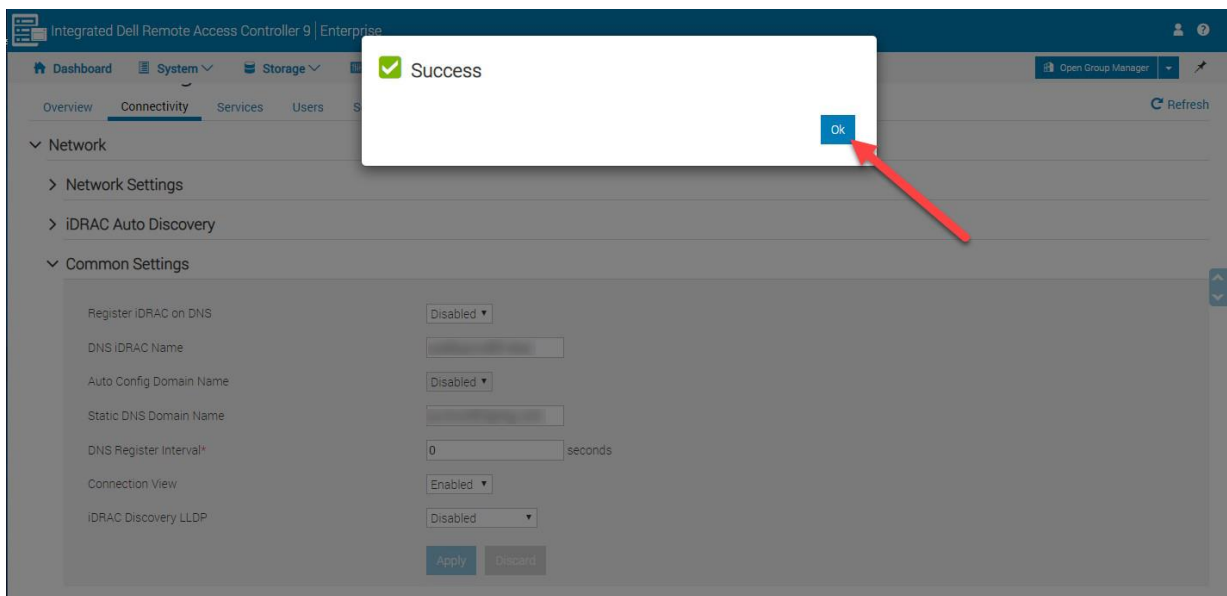 Integrated Dell Remote Access Controller 9 | Enterprise
Success
Dashboard System Storage Open Group Manager
Overview Connectivity Services Users Refresh
Ok
Network
Network Settings
iDRAC Auto Discovery
Common Settings
Register iDRAC on DNS Disabled
DNS iDRAC Name
Auto Config Domain Name Disabled
Static DNS Domain Name
DNS Register Interval* 0 seconds
Connection View Enabled
iDRAC Discovery LLDP Disabled
Apply Discard